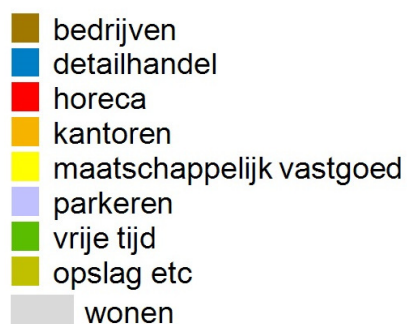 bedrijven
detailhandel
horeca
kantoren
maatschappelijk vastgoed
parkeren
vrije tijd
opslag etc
wonen